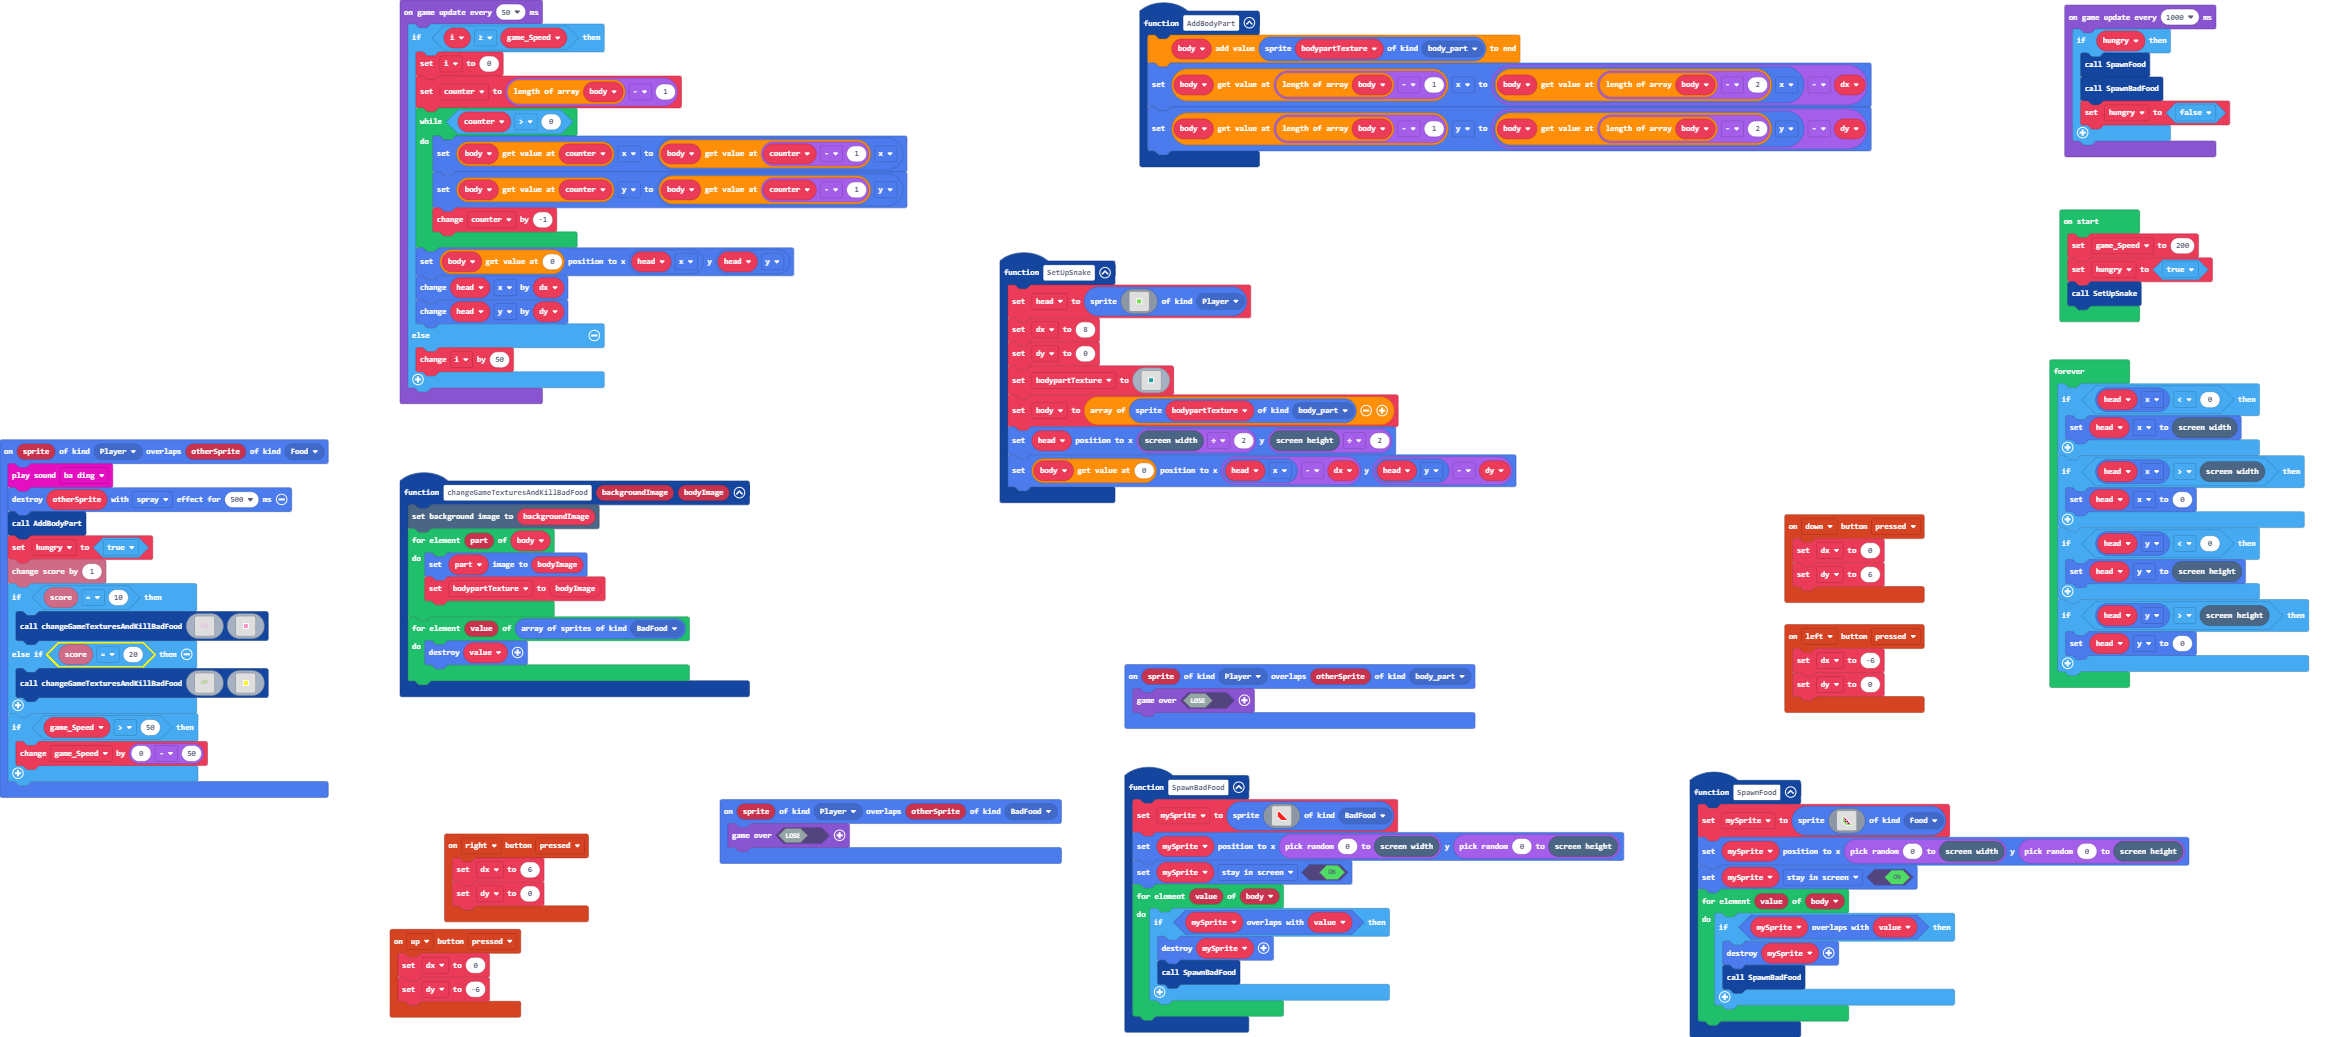 on game update every 50 ms
if i ≥ game_Speed then
set i to 0
set counter to length of array body - 1
while counter > 0
do
set body get value at counter x to body get value at counter - 1 x
set body get value at counter y to body get value at counter - 1 y
change counter by -1
set body get value at 0 position to x head x y head y
change head x by dx
change head y by dy
else
change i by 50
function AddBodyPart
body add value sprite bodypartTexture of kind body_part to end
set body get value at length of array body - 1 x to body get value at length of array body - 2 x - dx
set body get value at length of array body - 1 y to body get value at length of array body - 2 y - dy
on game update every 1000 ms
if hungry then
call SpawnFood
call SpawnBadFood
set hungry to false
on start
set game_Speed to 200
set hungry to true
call SetUpSnake
function SetUpSnake
set head to sprite of kind Player
set dx to 8
set dy to 0
set bodypartTexture to
set body to array of sprite bodypartTexture of kind body_part
set head position to x screen width ÷ 2 y screen height ÷ 2
set body get value at 0 position to x head x - dx y head y - dy
forever
if head x < 0 then
set head x to screen width
if head x > screen width then
set head x to 0
if head y < 0 then
set head y to screen height
if head y > screen height then
set head y to 0
on sprite of kind Player overlaps otherSprite of kind Food
play sound ba ding
destroy otherSprite with spray effect for 500 ms
call AddBodyPart
set hungry to true
change score by 1
if score = 10 then
call changeGameTexturesAndKillBadFood
else if score = 20 then
call changeGameTexturesAndKillBadFood
if game_Speed > 50 then
change game_Speed by 0 - 50
function changeGameTexturesAndKillBadFood backgroundImage bodyImage
set background image to backgroundImage
for element part of body
do
set part image to bodyImage
set bodypartTexture to bodyImage
for element value of array of sprites of kind BadFood
do
destroy value
on down button pressed
set dx to 0
set dy to 6
on left button pressed
set dx to -6
set dy to 0
on sprite of kind Player overlaps otherSprite of kind body_part
game over LOSE
on sprite of kind Player overlaps otherSprite of kind BadFood
game over LOSE
on right button pressed
set dx to 6
set dy to 0
on up button pressed
set dx to 0
set dy to -6
function SpawnBadFood
set mySprite to sprite of kind BadFood
set mySprite position to x pick random 0 to screen width y pick random 0 to screen height
set mySprite stay in screen ON
for element value of body
do
if mySprite overlaps with value then
destroy mySprite
call SpawnBadFood
function SpawnFood
set mySprite to sprite of kind Food
set mySprite position to x pick random 0 to screen width y pick random 0 to screen height
set mySprite stay in screen ON
for element value of body
do
if mySprite overlaps with value then
destroy mySprite
call SpawnBadFood